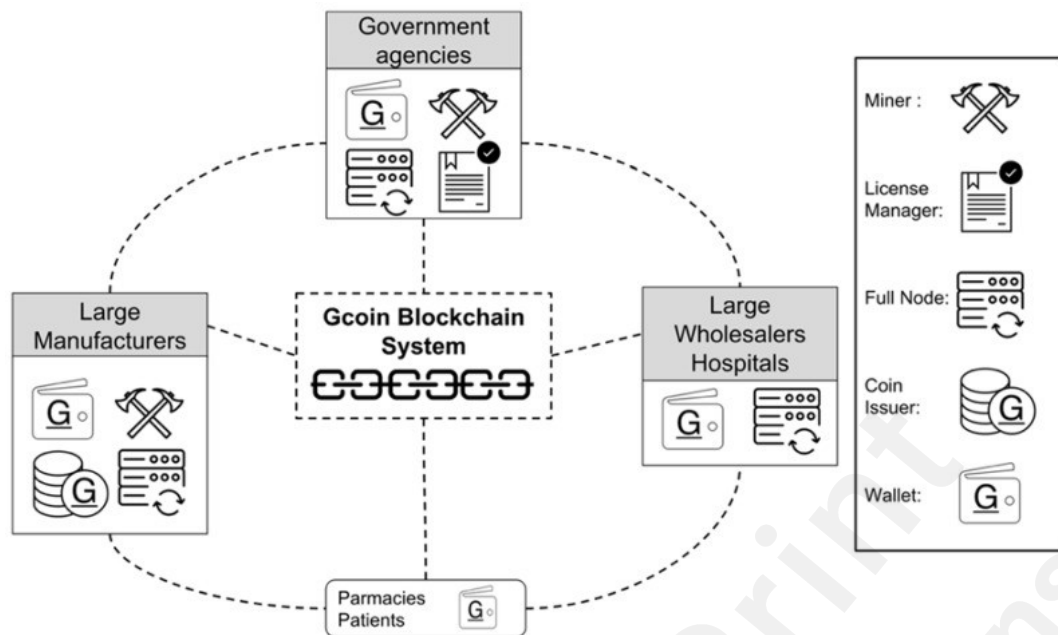 Government
agencies
G
Miner :
License
Manager:
Large
Manufacturers
Gcoin Blockchain
System
Large
Wholesalers
Hospitals
Full Node:
G
G
Coin
Issuer:
G
G
Wallet:
G
Parmacies
Patients
G
Print